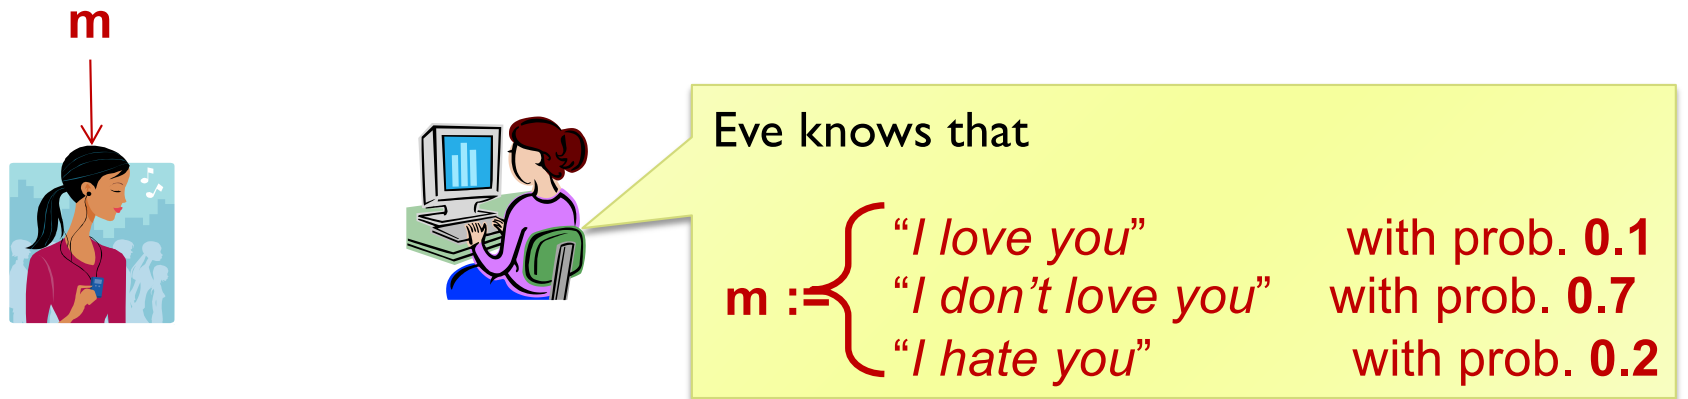 m
Eve knows that
“I love you” with prob. 0.1
m := “I don’t love you” with prob. 0.7
“I hate you” with prob. 0.2